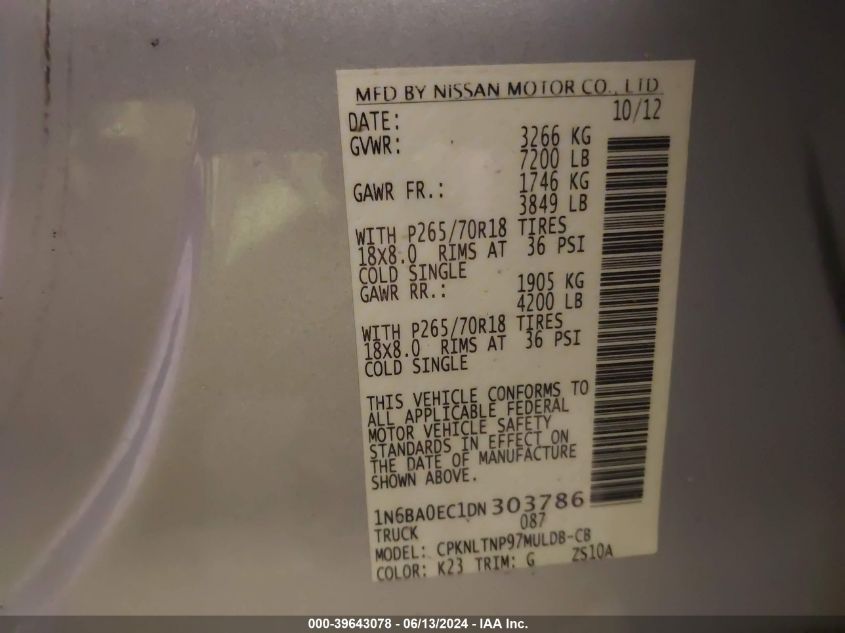 MFD BY NISSAN MOTOR CO., LTD
DATE: 10/12
GVWR: 3266 KG
7200 LB
GAWR FR.: 1746 KG
3849 LB
WITH P265/70R18 TIRES
18X8.0 RIMS AT 36 PSI
COLD SINGLE
GAWR RR.: 1905 KG
4200 LB
WITH P265/70R18 TIRES
18X8.0 RIMS AT 36 PSI
COLD SINGLE
THIS VEHICLE CONFORMS TO
ALL APPLICABLE FEDERAL
MOTOR VEHICLE SAFETY
STANDARDS IN EFFECT ON
THE DATE OF MANUFACTURE
SHOWN ABOVE.
1N6BA0EC1DN 303786
TRUCK 087
MODEL: CPKNLTNP97MULDB-CB
COLOR: K23 TRIM: G ZS10A
000-39643078 - 06/13/2024 - IAA Inc.